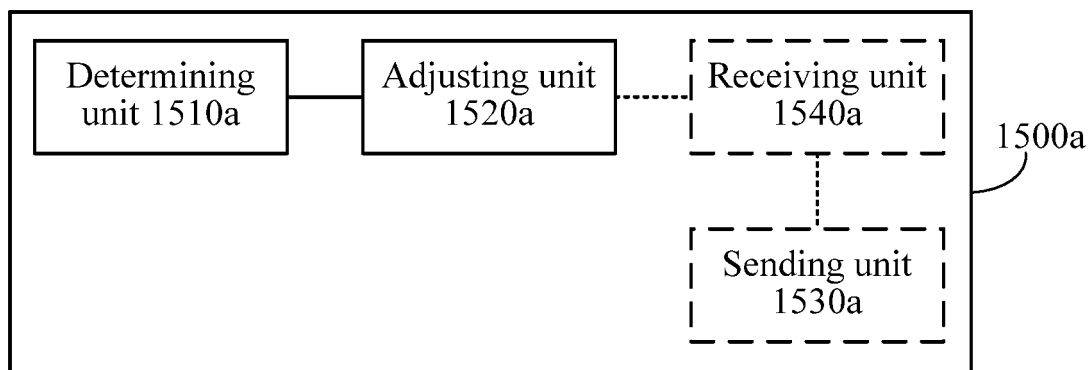 Determining
unit 1510a
Adjusting unit
1520a
Receiving unit
1540a
1500a
Sending unit
1530a